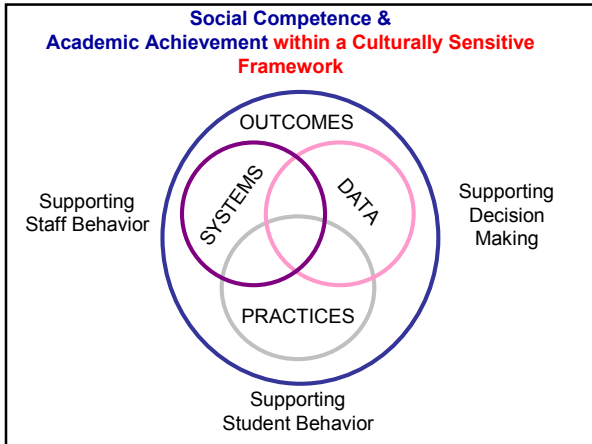 Social Competence &
Academic Achievement within a Culturally Sensitive
Framework
OUTCOMES
SYSTEMS
DATA
Supporting
Staff Behavior
Supporting
Decision
Making
PRACTICES
Supporting
Student Behavior